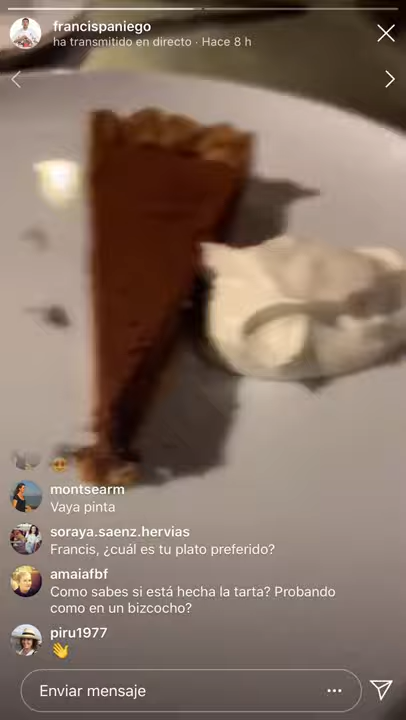 francispaniego
ha transmitido en directo · Hace 8 h
montsearm
Vaya pinta
soraya.saenz.hervias
Francis, ¿cuál es tu plato preferido?
amaiafbf
Como sabes si está hecha la tarta? Probando
como en un bizcocho?
piru1977
👋
Enviar mensaje